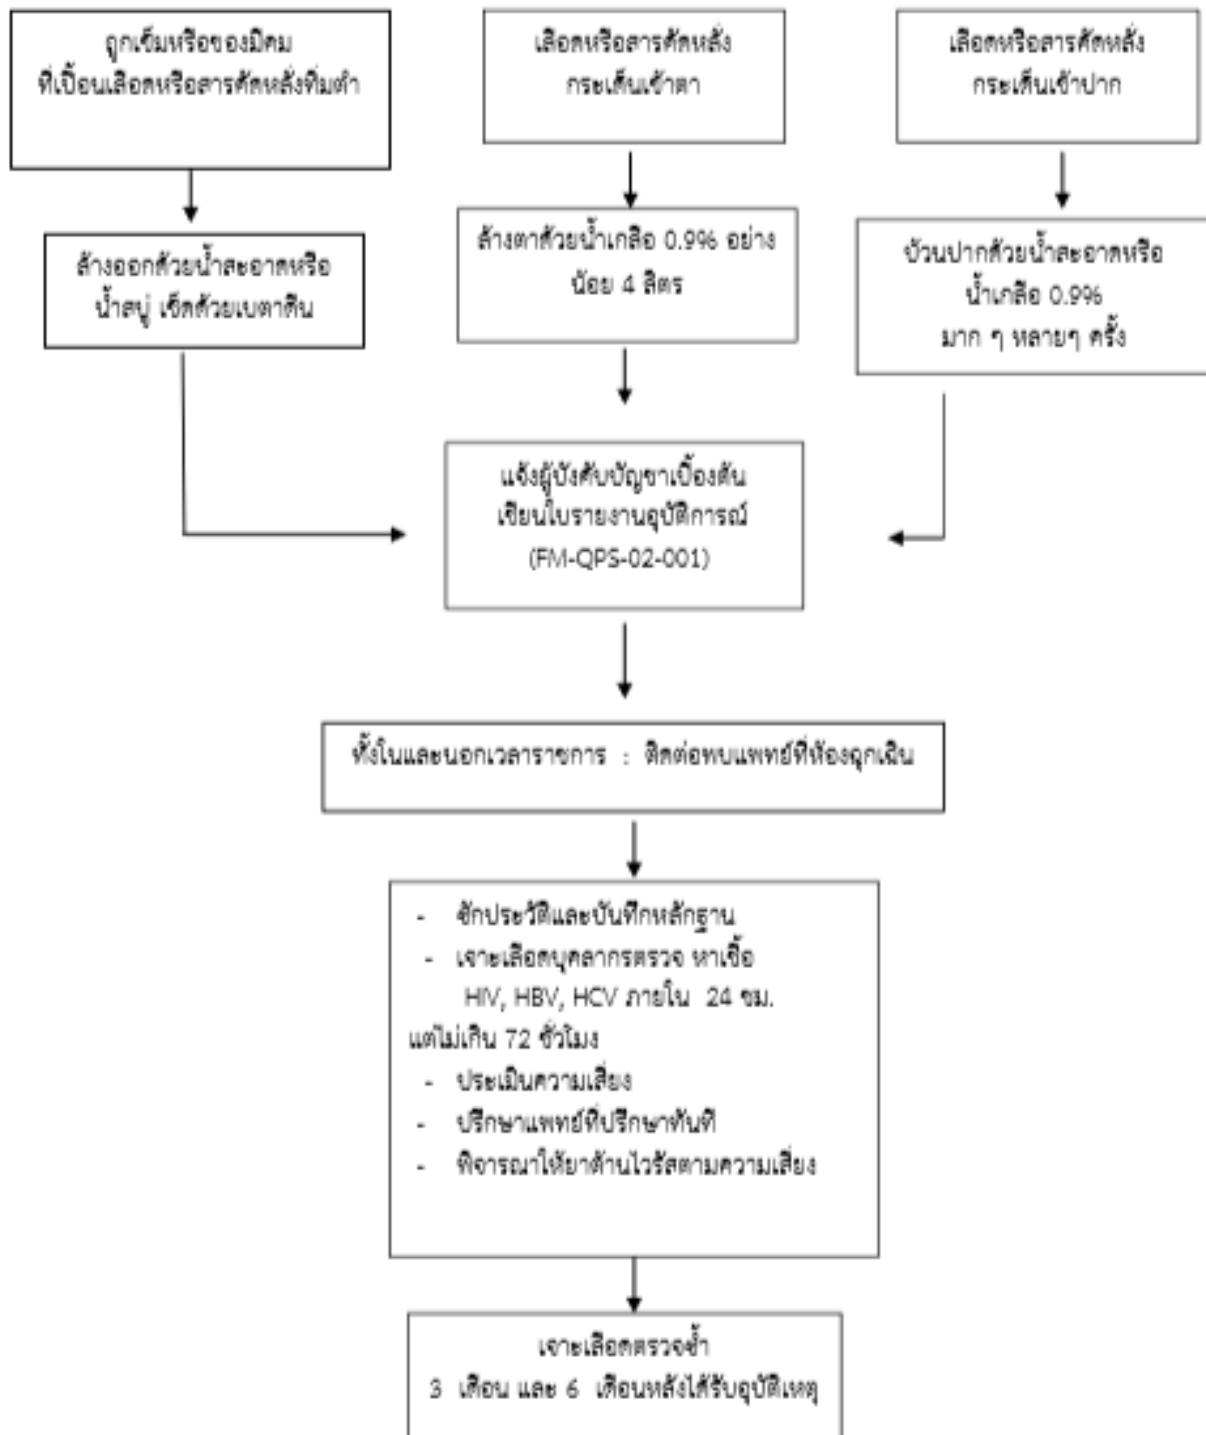 ถูกเข็มหรือของมีคม
ที่เปื้อนเลือดหรือสารคัดหลั่งทิ่มตำ
เลือดหรือสารคัดหลั่ง
กระเด็นเข้าตา
เลือดหรือสารคัดหลั่ง
กระเด็นเข้าปาก
ล้างออกด้วยน้ำสะอาดหรือ
น้ำสบู่ เช็ดด้วยเบตาดีน
ล้างตาด้วยน้ำเกลือ 0.9% อย่าง
น้อย 4 ลิตร
บ้วนปากด้วยน้ำสะอาดหรือ
น้ำเกลือ 0.9%
มาก ๆ หลายๆ ครั้ง
แจ้งผู้บังคับบัญชาเบื้องต้น
เขียนใบรายงานอุบัติการณ์
(FM-QPS-02-001)
ทั้งในและนอกเวลาราชการ : ติดต่อพบแพทย์ที่ห้องฉุกเฉิน
- ซักประวัติและบันทึกหลักฐาน
- เจาะเลือดบุคลากรตรวจ หาเชื้อ
HIV, HBV, HCV ภายใน 24 ชม.
แต่ไม่เกิน 72 ชั่วโมง
- ประเมินความเสี่ยง
- ปรึกษาแพทย์ที่ปรึกษาทันที
- พิจารณาให้ยาต้านไวรัสตามความเสี่ยง
เจาะเลือดตรวจซ้ำ
3 เดือน และ 6 เดือนหลังได้รับอุบัติเหตุ